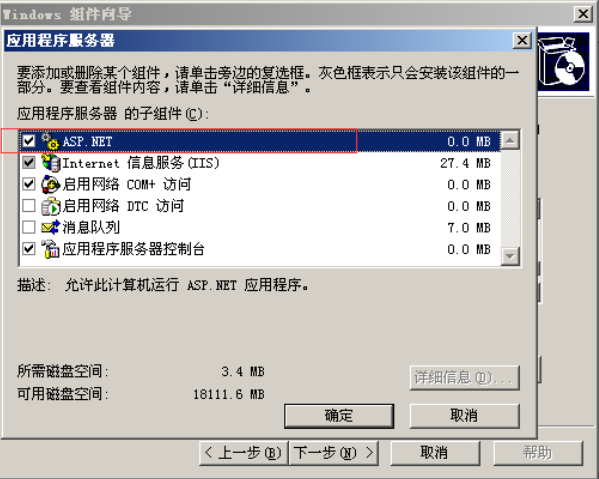 Windows 组件向导
应用程序服务器
要添加或删除某个组件，请单击旁边的复选框。灰色框表示只会安装该组件的一
部分。要查看组件内容，请单击“详细信息”。
应用程序服务器 的子组件(C):
ASP.NET 0.0 MB
Internet 信息服务(IIS) 27.4 MB
启用网络 COM+ 访问 0.0 MB
启用网络 DTC 访问 0.0 MB
消息队列 7.0 MB
应用程序服务器控制台 0.0 MB
描述: 允许此计算机运行 ASP.NET 应用程序。
所需磁盘空间: 3.4 MB
详细信息(D)...
可用磁盘空间: 18111.6 MB
确定 取消
< 上一步(B) 下一步(N) > 取消 帮助